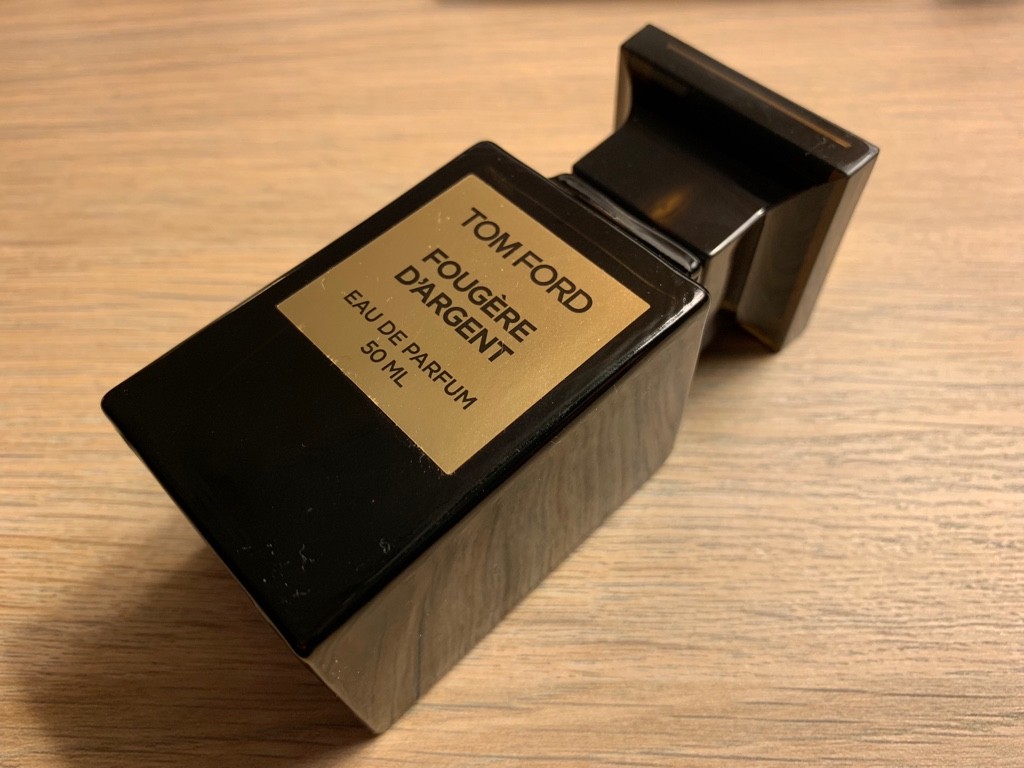 TOM FORD
FOUGÈRE
D'ARGENT
EAU DE PARFUM
50 ML